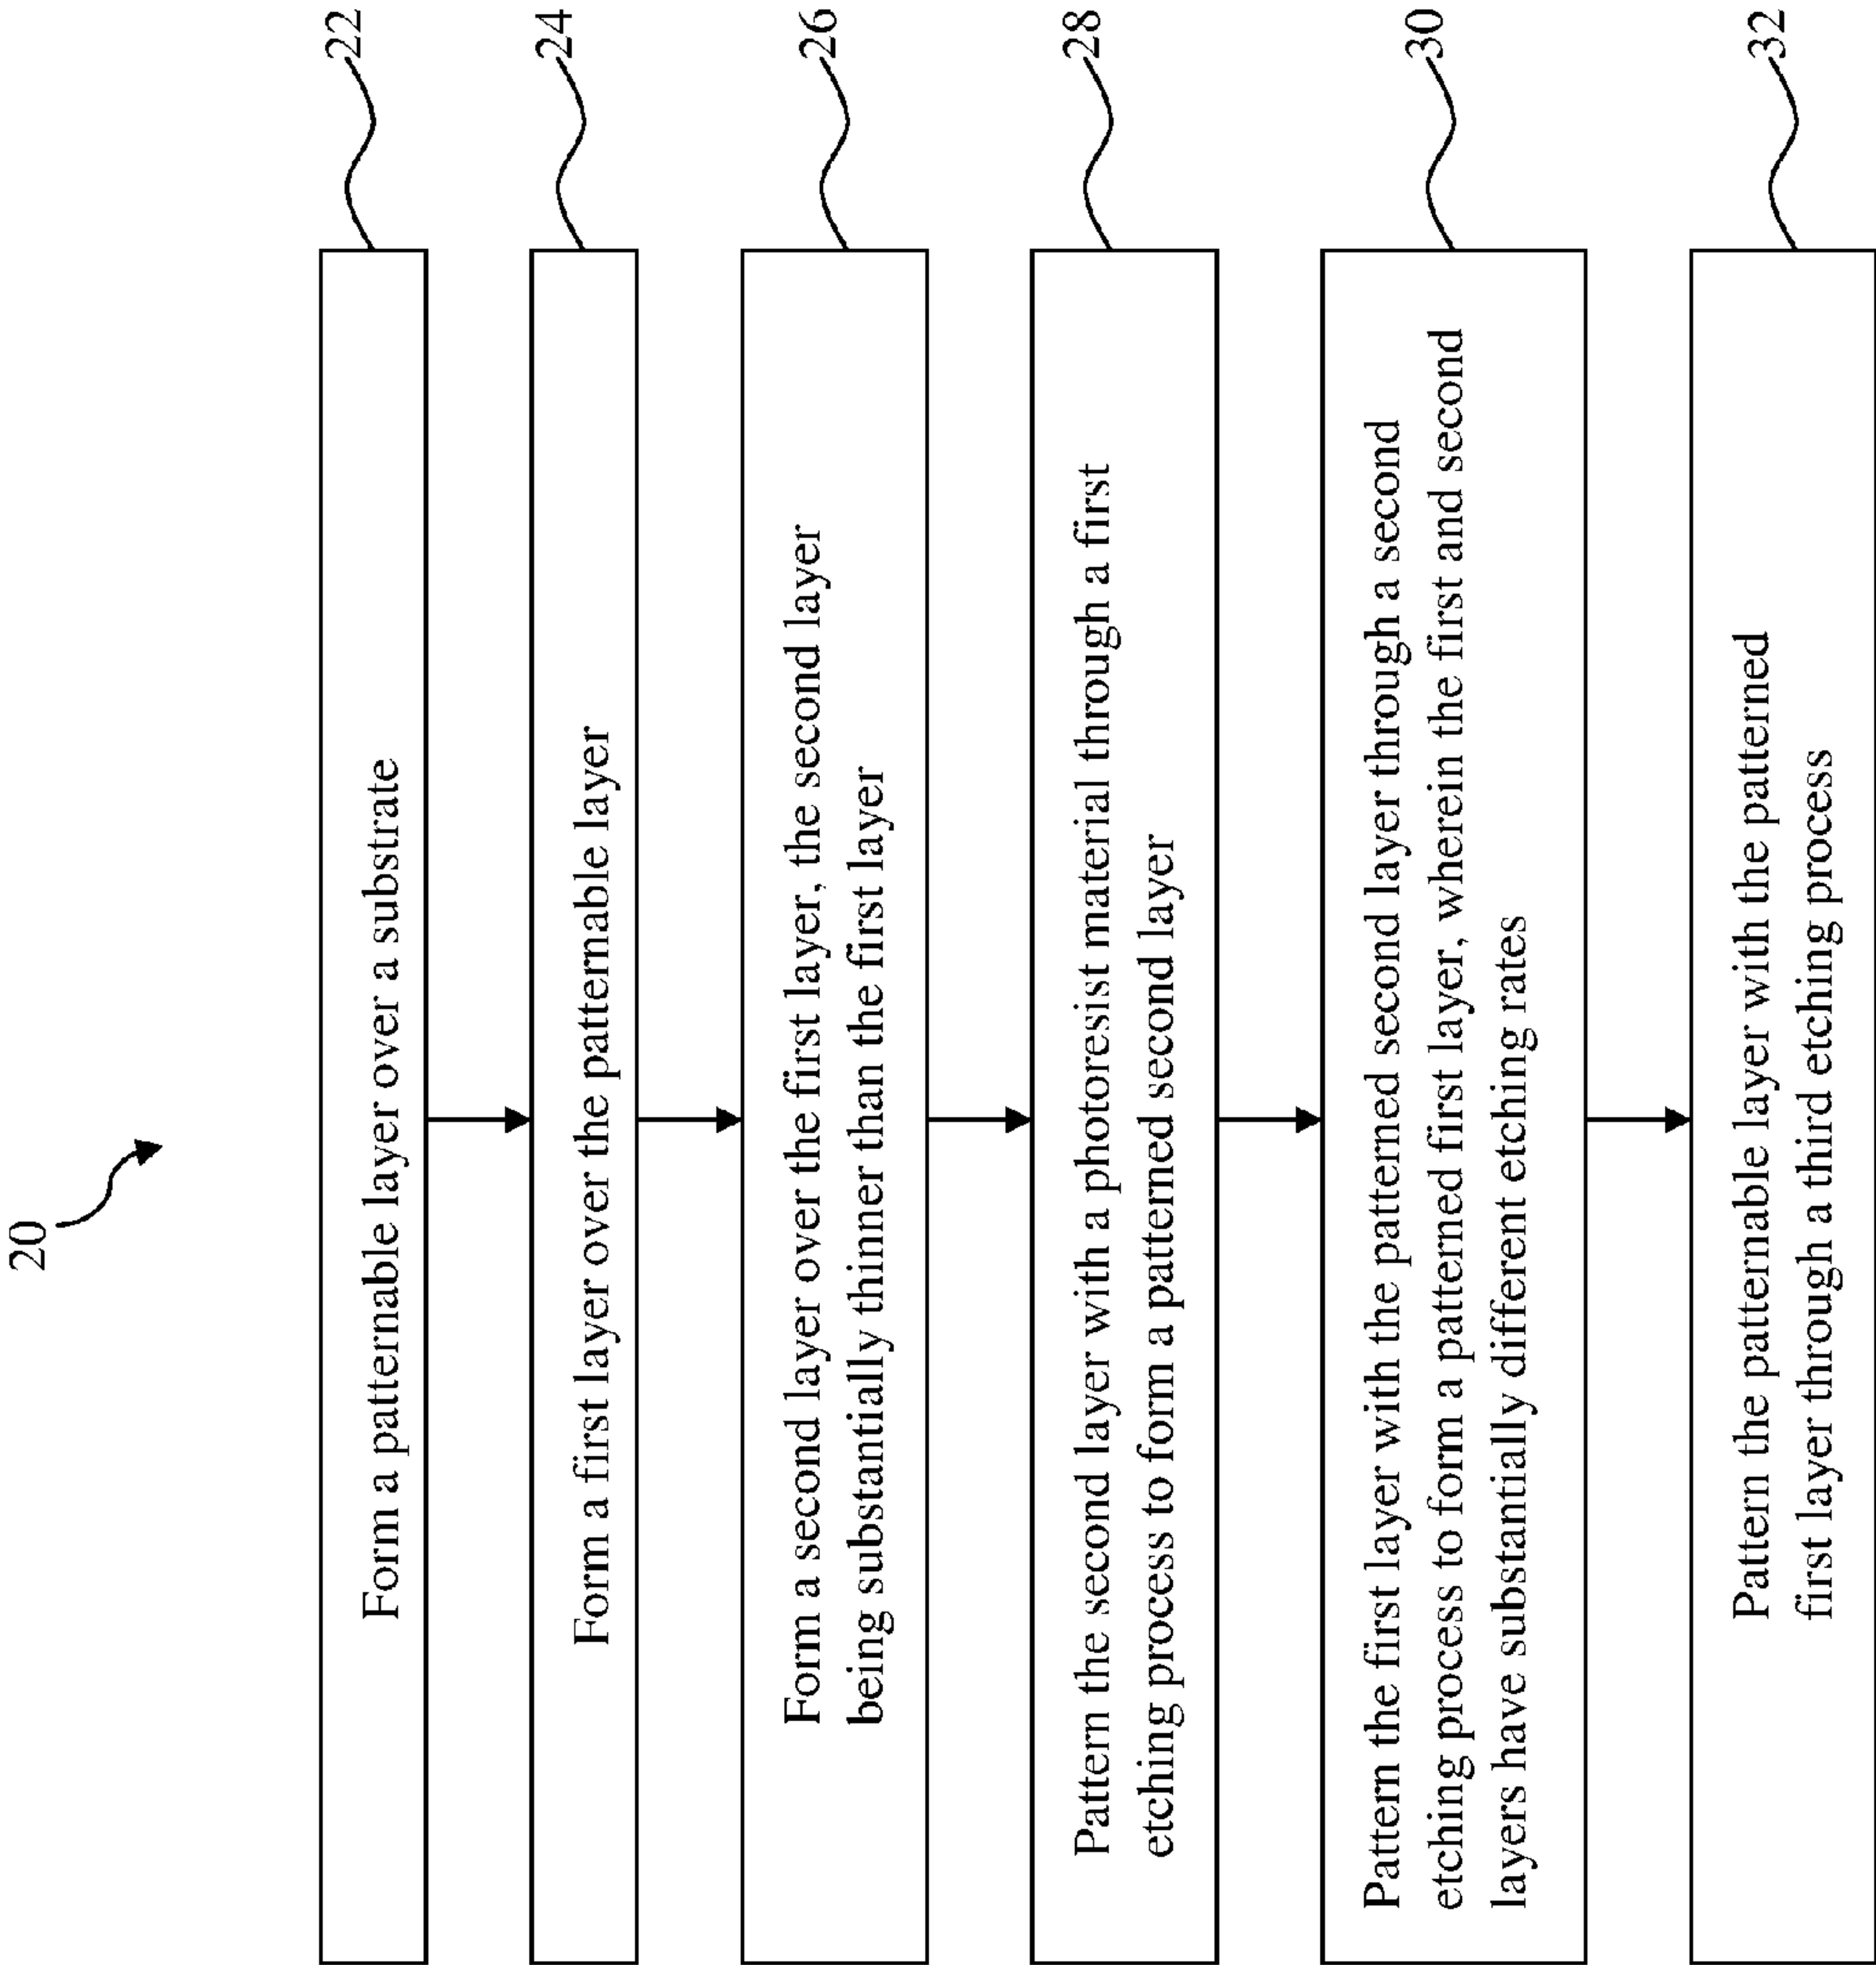 20
Form a patternable layer over a substrate
22
Form a first layer over the patternable layer
24
Form a second layer over the first layer, the second layer
being substantially thinner than the first layer
26
Pattern the second layer with a photoresist material through a first
etching process to form a patterned second layer
28
Pattern the first layer with the patterned second layer through a second
etching process to form a patterned first layer, wherein the first and second
layers have substantially different etching rates
30
Pattern the patternable layer with the patterned
first layer through a third etching process
32